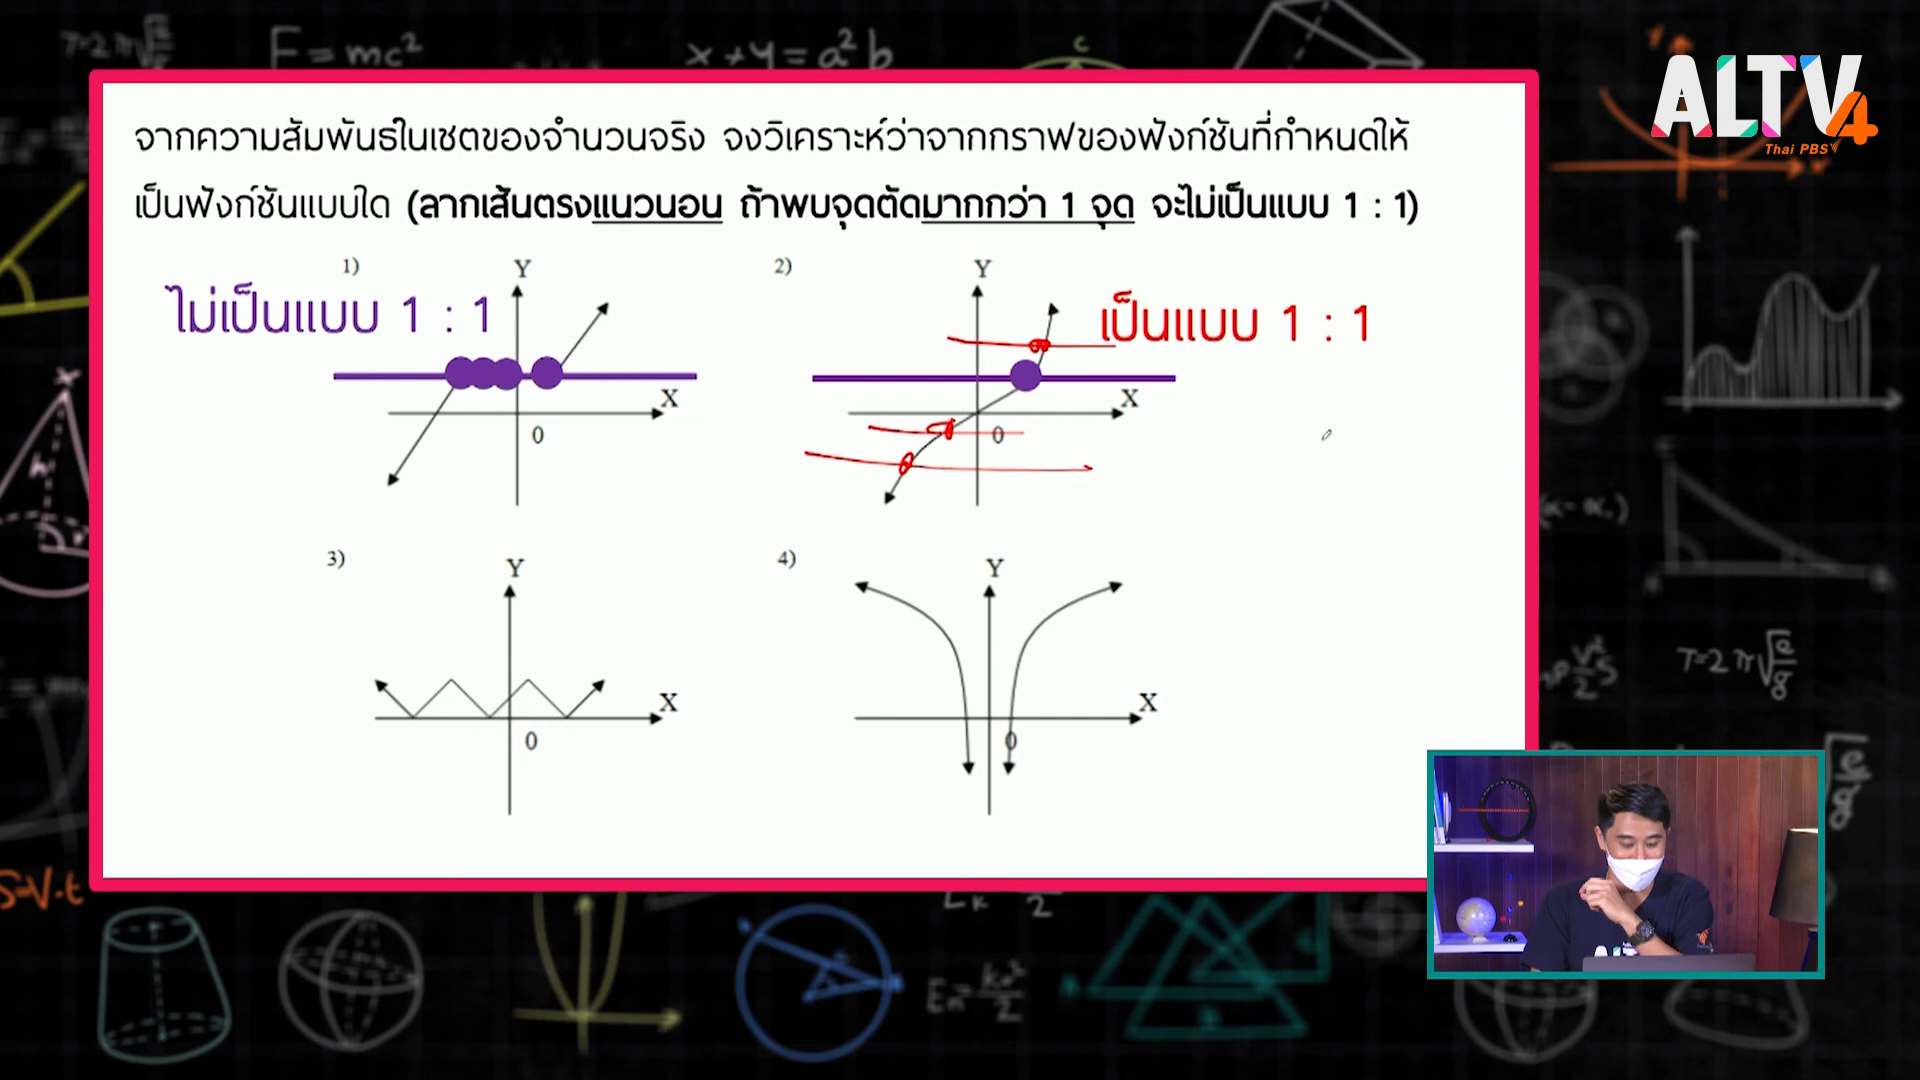 T=2π
F = mc²
x+y=a²b
c
ALTV4
Thai PBS
จากความสัมพันธ์ในเซตของจำนวนจริง จงวิเคราะห์ว่าจากกราฟของฟังก์ชันที่กำหนดให้
เป็นฟังก์ชันแบบใด (ลากเส้นตรงแนวนอน ถ้าพบจุดตัดมากกว่า 1 จุด จะไม่เป็นแบบ 1 : 1)
1)
Y
ไม่เป็นแบบ 1 : 1
X
0
2)
Y
เป็นแบบ 1 : 1
X
0
3)
Y
X
0
4)
Y
X
0
T=2π√e/g
S=V·t